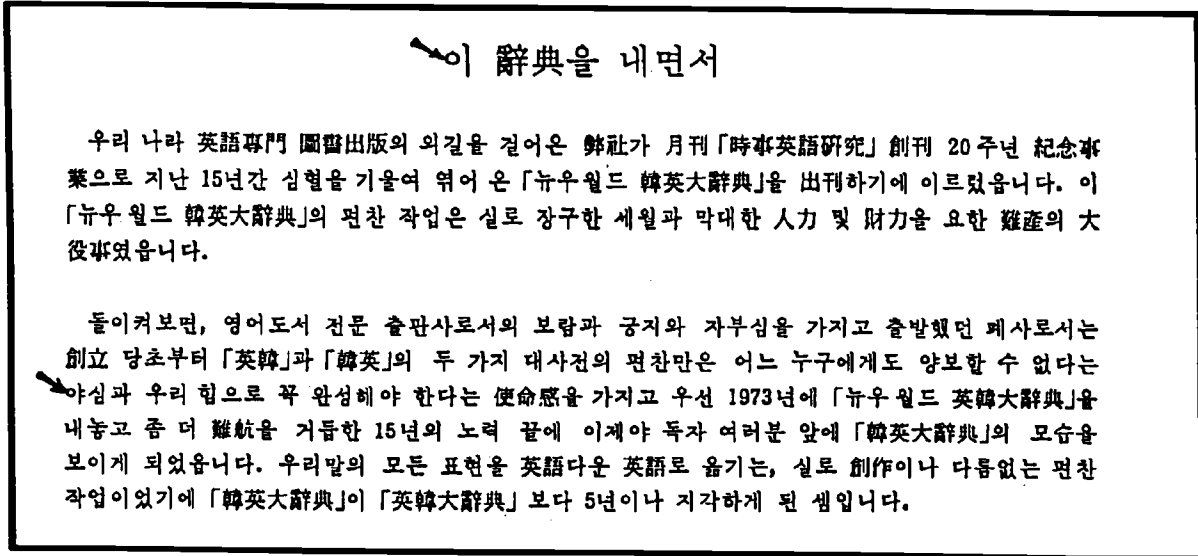 이 辭典을 내면서
우리 나라 英語專門 圖書出版의 외길을 걸어온 弊社가 月刊「時事英語硏究」創刊 20주년 紀念事
業으로 지난 15년간 심혈을 기울여 엮어 온「뉴우월드 韓英大辭典」을 出刊하기에 이르렀읍니다. 이
「뉴우월드 韓英大辭典」의 편찬 작업은 실로 장구한 세월과 막대한 人力 및 財力을 요한 難産의 大
役事였읍니다.
돌이켜보면, 영어도서 전문 출판사로서의 보람과 긍지와 자부심을 가지고 출발했던 폐사로서는
創立 당초부터「英韓」과「韓英」의 두 가지 대사전의 편찬만은 어느 누구에게도 양보할 수 없다는
야심과 우리 힘으로 꼭 완성해야 한다는 使命感을 가지고 우선 1973년에「뉴우월드 英韓大辭典」을
내놓고 좀 더 難航을 거듭한 15년의 노력 끝에 이제야 독자 여러분 앞에「韓英大辭典」의 모습을
보이게 되었읍니다. 우리말의 모든 표현을 英語다운 英語로 옮기는, 실로 創作이나 다름없는 편찬
작업이었기에「韓英大辭典」이「英韓大辭典」보다 5년이나 지각하게 된 셈입니다.